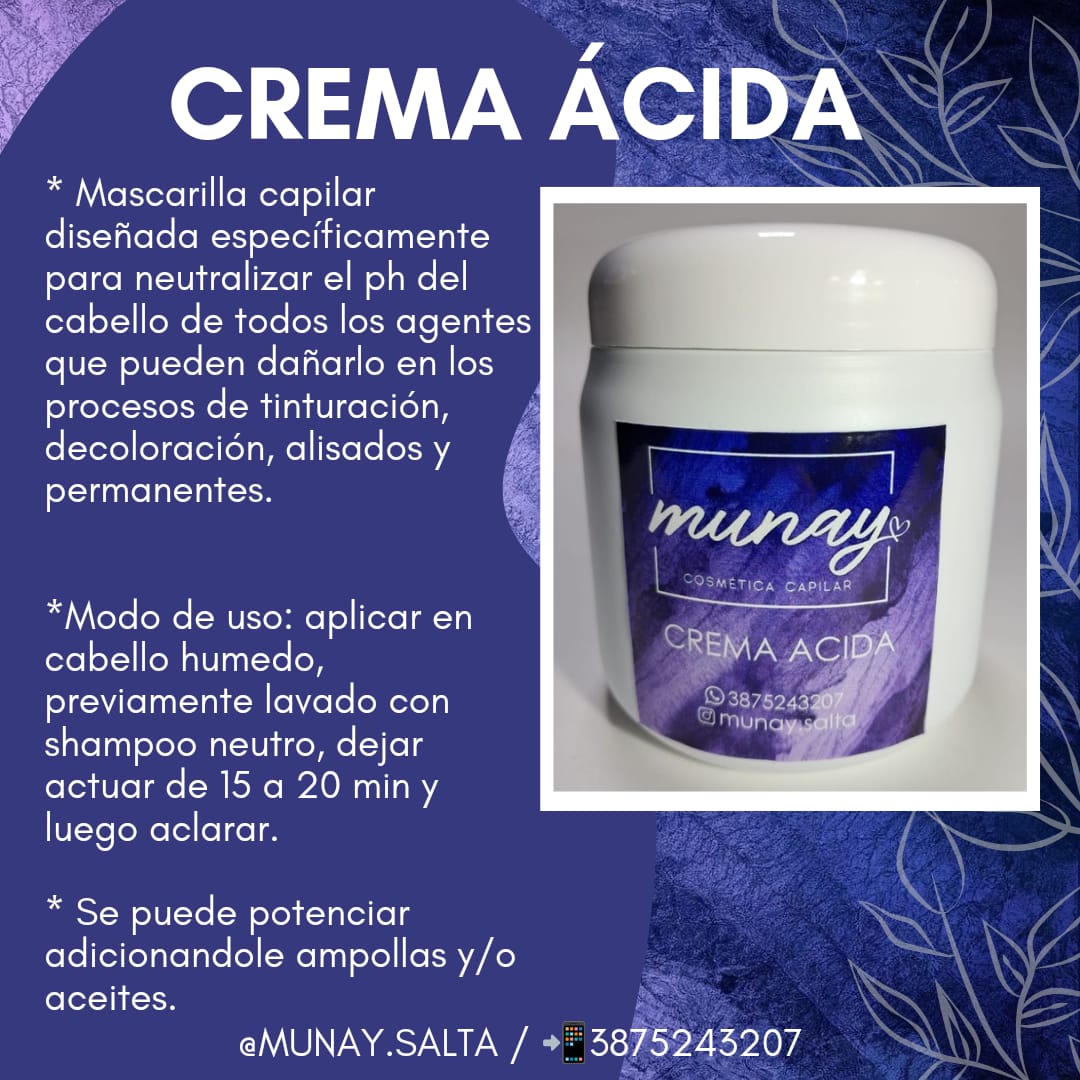 CREMA ÁCIDA
* Mascarilla capilar
diseñada específicamente
para neutralizar el ph del
cabello de todos los agentes
que pueden dañarlo en los
procesos de tinturación,
decoloración, alisados y
permanentes.
*Modo de uso: aplicar en
cabello humedo,
previamente lavado con
shampoo neutro, dejar
actuar de 15 a 20 min y
luego aclarar.
* Se puede potenciar
adicionandole ampollas y/o
aceites.
munay
COSMÉTICA CAPILAR
CREMA ACIDA
3875243207
munay.salta
@MUNAY.SALTA / 📲3875243207